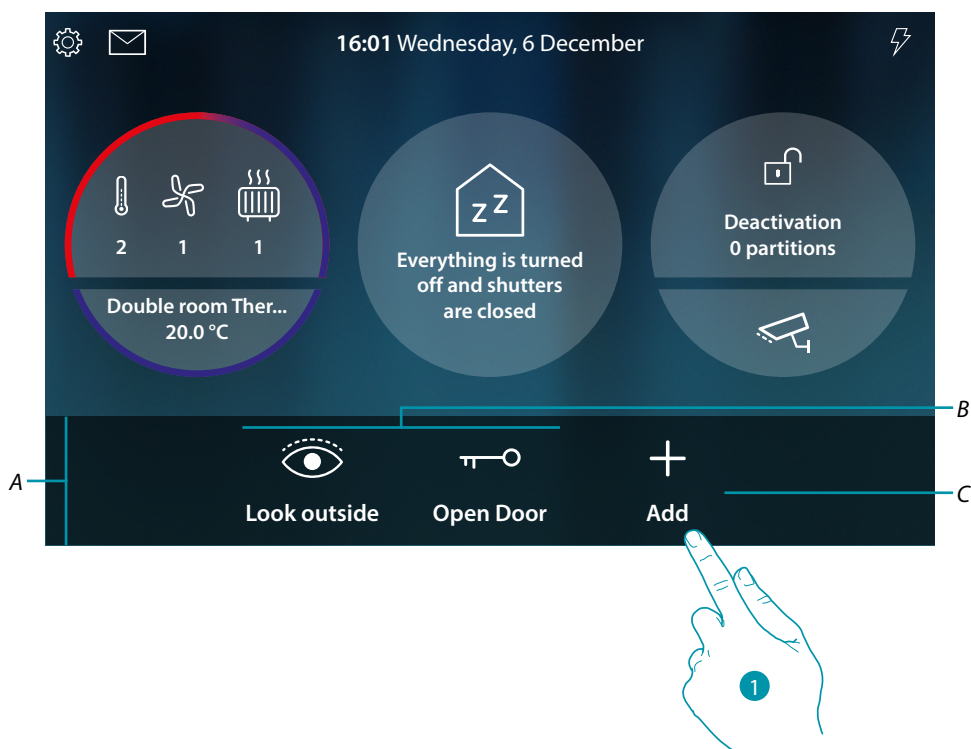 16:01 Wednesday, 6 December
2 1 1
Double room Ther...
20.0 °C
z Z
Everything is turned
off and shutters
are closed
Deactivation
0 partitions
B
A
C
Look outside
Open Door
Add
1